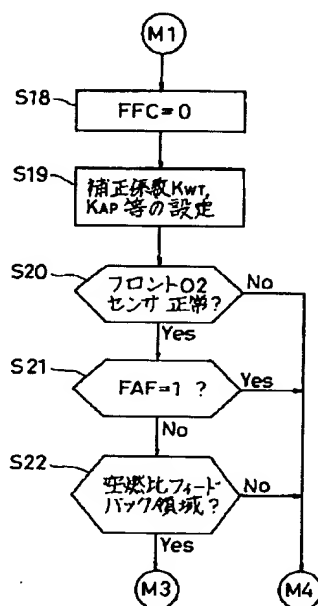 M1
S18
FFC=0
S19
補正係数KWT,
KAP 等の設定
S20
フロントO2
センサ 正常?
No
Yes
S21
FAF=1 ?
Yes
No
S22
空燃比フィード
バック領域?
No
Yes
M3
M4